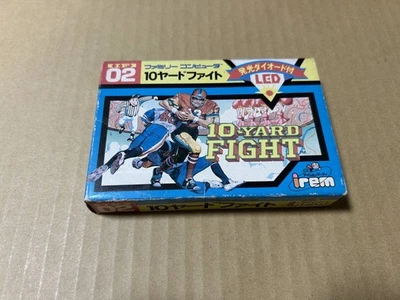 02
ファミリー コンピュータ
10ヤードファイト
発光ダイオード付
LED
10-YARD
FIGHT
irem
10ヤードファイト